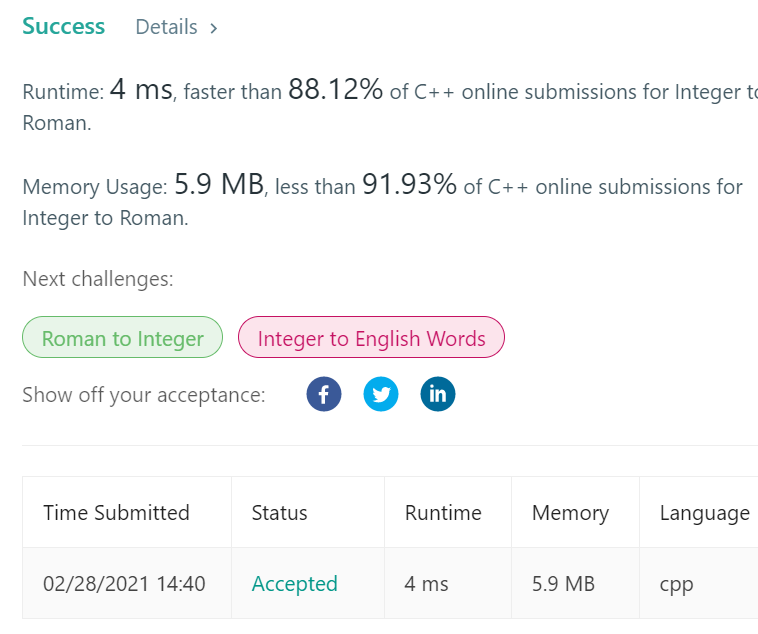 Success Details >
Runtime: 4 ms, faster than 88.12% of C++ online submissions for Integer to
Roman.
Memory Usage: 5.9 MB, less than 91.93% of C++ online submissions for
Integer to Roman.
Next challenges:
Roman to Integer Integer to English Words
Show off your acceptance: f in
Time Submitted Status Runtime Memory Language
02/28/2021 14:40 Accepted 4 ms 5.9 MB cpp